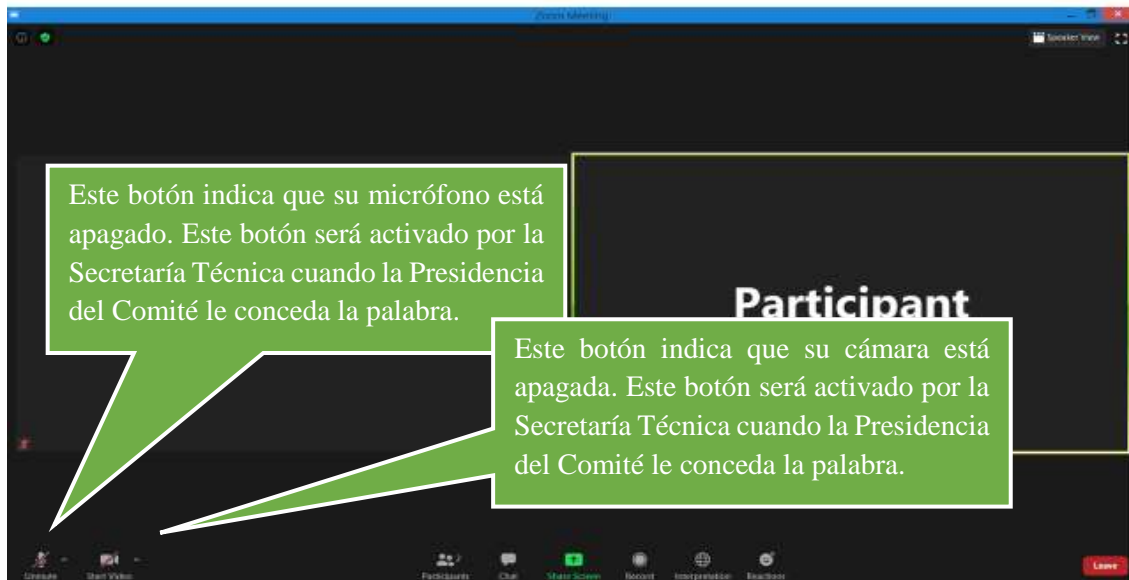 Zoom Meeting
Speaker View
Este botón indica que su micrófono está
apagado. Este botón será activado por la
Secretaría Técnica cuando la Presidencia
del Comité le conceda la palabra.
Participant
Este botón indica que su cámara está
apagada. Este botón será activado por la
Secretaría Técnica cuando la Presidencia
del Comité le conceda la palabra.
Unmute Start Video Participants Chat Share Screen Record Interpretation Reactions Leave